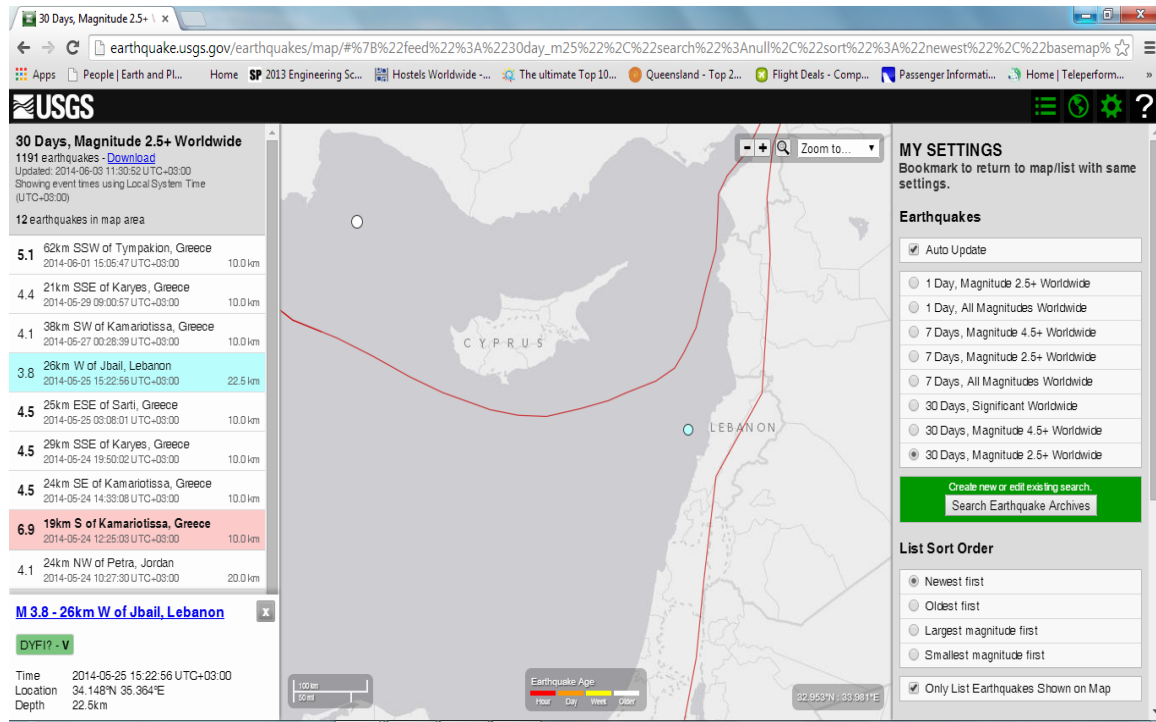 30 Days, Magnitude 2.5+ \ x
earthquake.usgs.gov/earthquakes/map/#%7B%22feed%22%3A%2230day_m25%22%2C%22search%22%3Anull%2C%22sort%22%3A%22newest%22%2C%22basemap%
Apps People | Earth and Pl... Home SP 2013 Engineering Sc... Hostels Worldwide -... The ultimate Top 10... Queensland - Top 2... Flight Deals - Comp... Passenger Informati... Home | Teleperform... »
USGS ?
30 Days, Magnitude 2.5+ Worldwide
1191 earthquakes - Download
Updated: 2014-06-03 11:30:52 UTC+03:00
Showing event times using Local System Time
(UTC+03:00)
12 earthquakes in map area
5.1 62km SSW of Tympakion, Greece
2014-06-01 15:05:47 UTC+03:00 10.0 km
4.4 21km SSE of Karyes, Greece
2014-05-29 09:00:57 UTC+03:00 10.0 km
4.1 38km SW of Kamariotissa, Greece
2014-05-27 00:28:39 UTC+03:00 10.0 km
3.8 26km W of Jbail, Lebanon
2014-05-25 15:22:56 UTC+03:00 22.5 km
4.5 25km ESE of Sarti, Greece
2014-05-25 03:08:01 UTC+03:00 10.0 km
4.5 29km SSE of Karyes, Greece
2014-05-24 19:50:02 UTC+03:00 10.0 km
4.5 24km SE of Kamariotissa, Greece
2014-05-24 14:33:08 UTC+03:00 10.0 km
6.9 19km S of Kamariotissa, Greece
2014-05-24 12:25:03 UTC+03:00 10.0 km
4.1 24km NW of Petra, Jordan
2014-05-24 10:27:30 UTC+03:00 20.0 km
M 3.8 - 26km W of Jbail, Lebanon x
DYFI? - V
Time 2014-05-25 15:22:56 UTC+03:00
Location 34.148°N 35.364°E
Depth 22.5km
- + Zoom to...
CYPRUS
LEBANON
100 km
50 mi
Earthquake Age
Hour Day Week Older
32.953°N : 33.981°E
MY SETTINGS
Bookmark to return to map/list with same
settings.
Earthquakes
Auto Update
1 Day, Magnitude 2.5+ Worldwide
1 Day, All Magnitudes Worldwide
7 Days, Magnitude 4.5+ Worldwide
7 Days, Magnitude 2.5+ Worldwide
7 Days, All Magnitudes Worldwide
30 Days, Significant Worldwide
30 Days, Magnitude 4.5+ Worldwide
30 Days, Magnitude 2.5+ Worldwide
Create new or edit existing search.
Search Earthquake Archives
List Sort Order
Newest first
Oldest first
Largest magnitude first
Smallest magnitude first
Only List Earthquakes Shown on Map